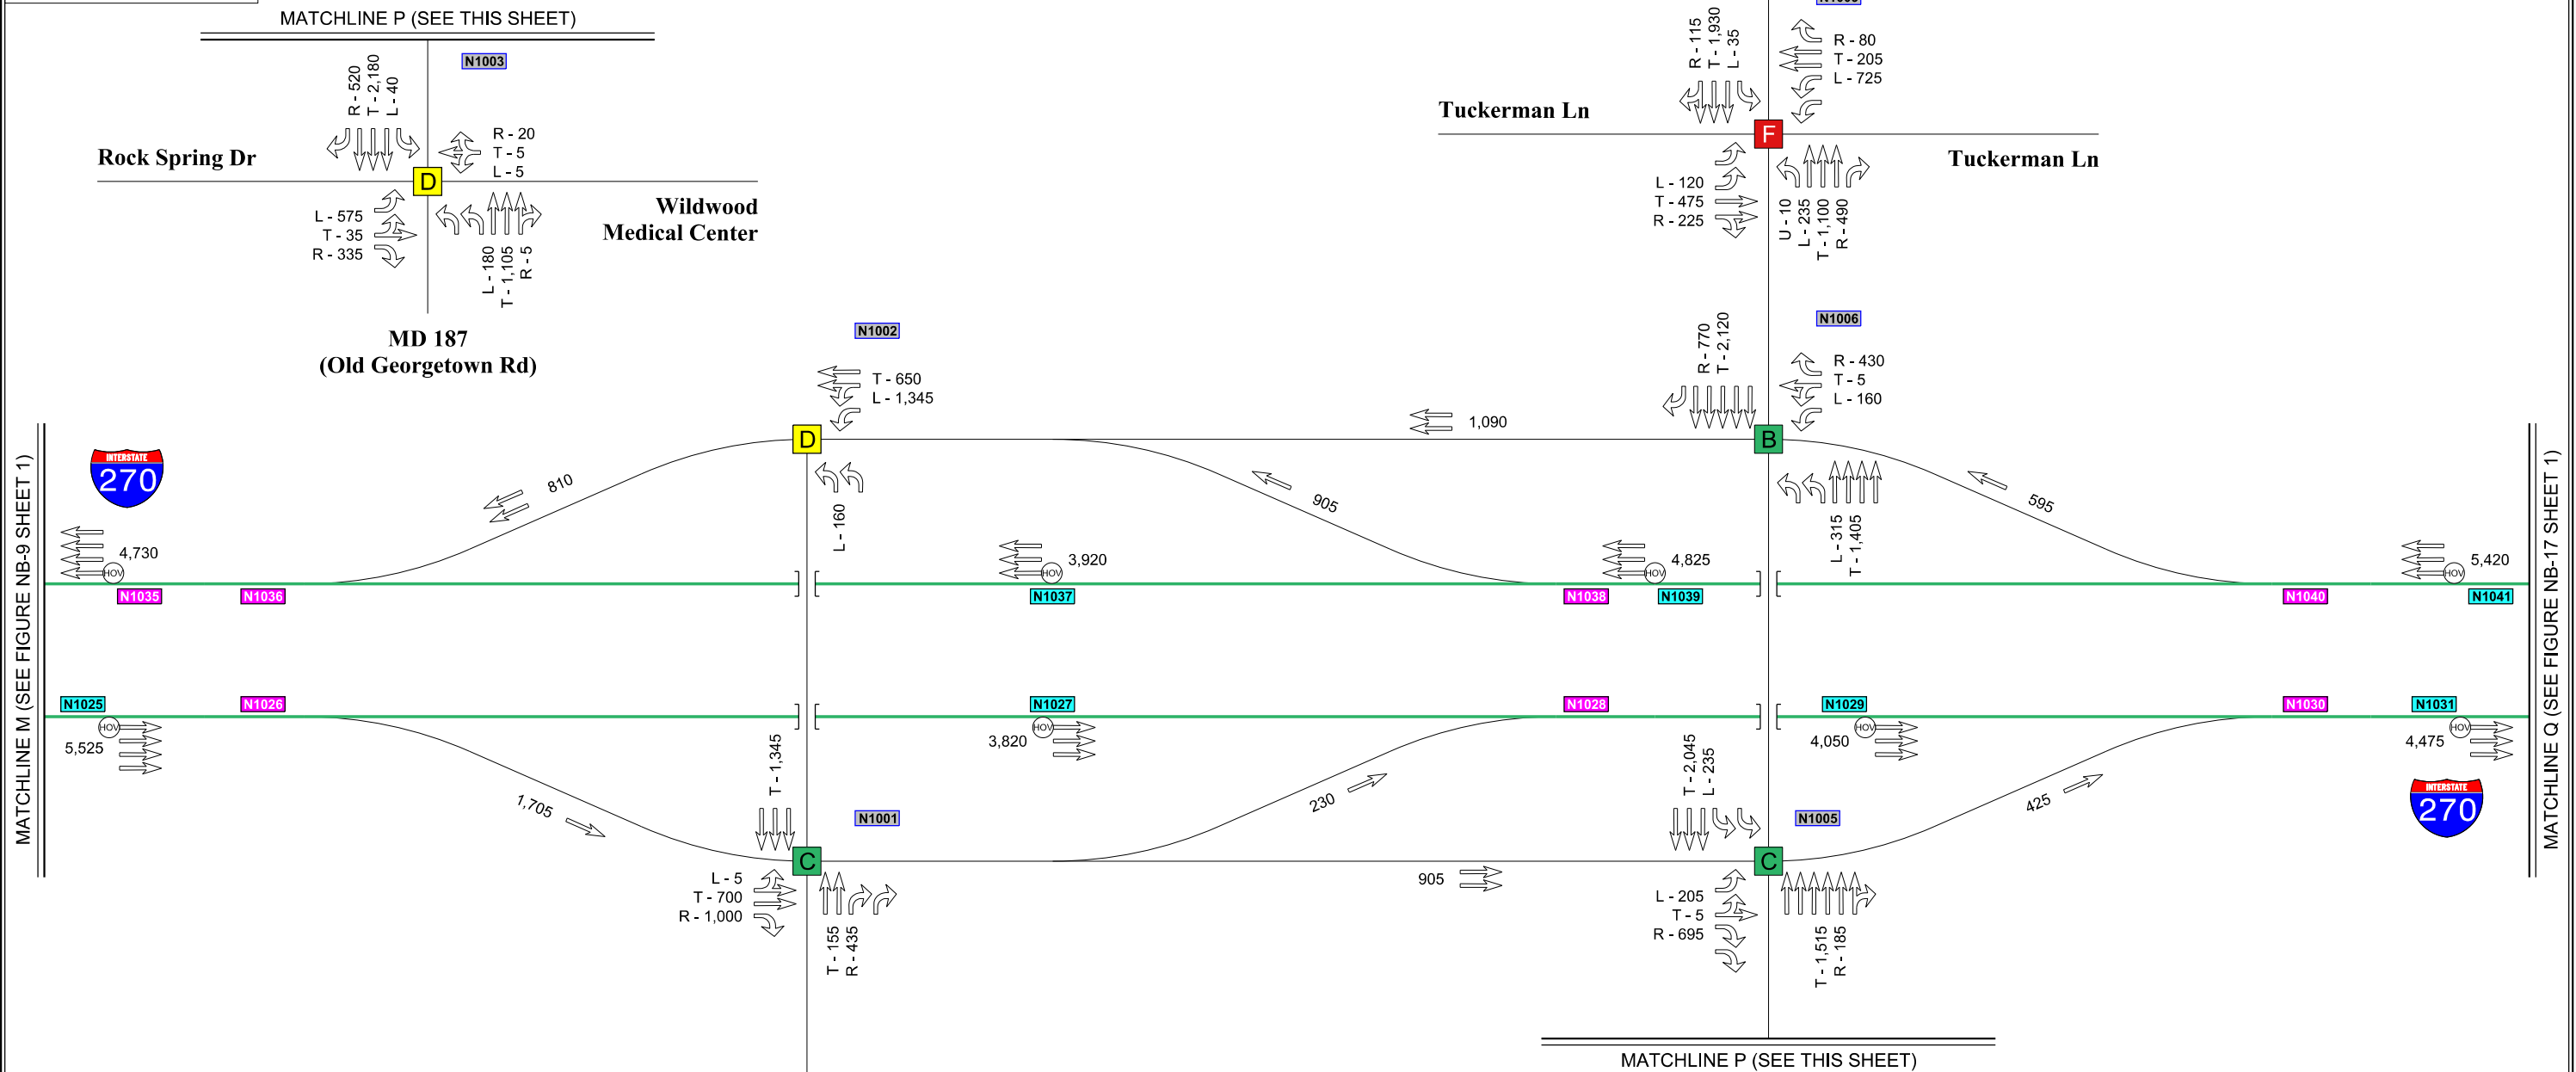 MATCHLINE P (SEE THIS SHEET)
N1003
R - 520
T - 2,180
L - 40
R - 20
T - 5
L - 5
Rock Spring Dr
D
L - 575
T - 35
R - 335
L - 180
T - 1,105
R - 5
Wildwood
Medical Center
MD 187
(Old Georgetown Rd)
R - 115
T - 1,930
L - 35
R - 80
T - 205
L - 725
Tuckerman Ln
F
Tuckerman Ln
L - 120
T - 475
R - 225
U - 10
L - 235
T - 1,100
R - 490
N1002
T - 650
L - 1,345
D
L - 160
N1006
R - 770
T - 2,120
R - 430
T - 5
L - 160
1,090
B
L - 315
T - 1,405
MATCHLINE M (SEE FIGURE NB-9 SHEET 1)
INTERSTATE
270
810
905
595
4,730
HOV
3,920
HOV
4,825
HOV
5,420
HOV
N1035
N1036
N1037
N1038
N1039
N1040
N1041
N1025
N1026
N1027
N1028
N1029
N1030
N1031
HOV
5,525
HOV
3,820
HOV
4,050
HOV
4,475
1,705
T - 1,345
N1001
C
L - 5
T - 700
R - 1,000
T - 155
R - 435
230
905
T - 2,045
L - 235
N1005
C
L - 205
T - 5
R - 695
T - 1,515
R - 185
425
INTERSTATE
270
MATCHLINE Q (SEE FIGURE NB-17 SHEET 1)
MATCHLINE P (SEE THIS SHEET)